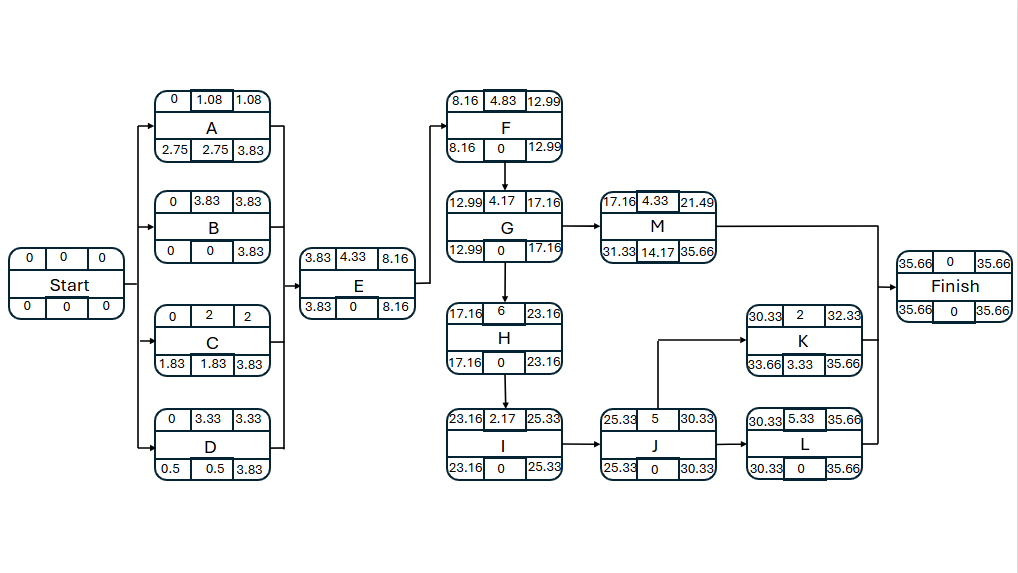 0 1.08 1.08
A
2.75 2.75 3.83
0 3.83 3.83
B
0 0 3.83
0 0 0
Start
0 0 0
0 2 2
C
1.83 1.83 3.83
0 3.33 3.33
D
0.5 0.5 3.83
3.83 4.33 8.16
E
3.83 0 8.16
8.16 4.83 12.99
F
8.16 0 12.99
12.99 4.17 17.16
G
12.99 0 17.16
17.16 4.33 21.49
M
31.33 14.17 35.66
17.16 6 23.16
H
17.16 0 23.16
23.16 2.17 25.33
I
23.16 0 25.33
25.33 5 30.33
J
25.33 0 30.33
30.33 2 32.33
K
33.66 3.33 35.66
30.33 5.33 35.66
L
30.33 0 35.66
35.66 0 35.66
Finish
35.66 0 35.66